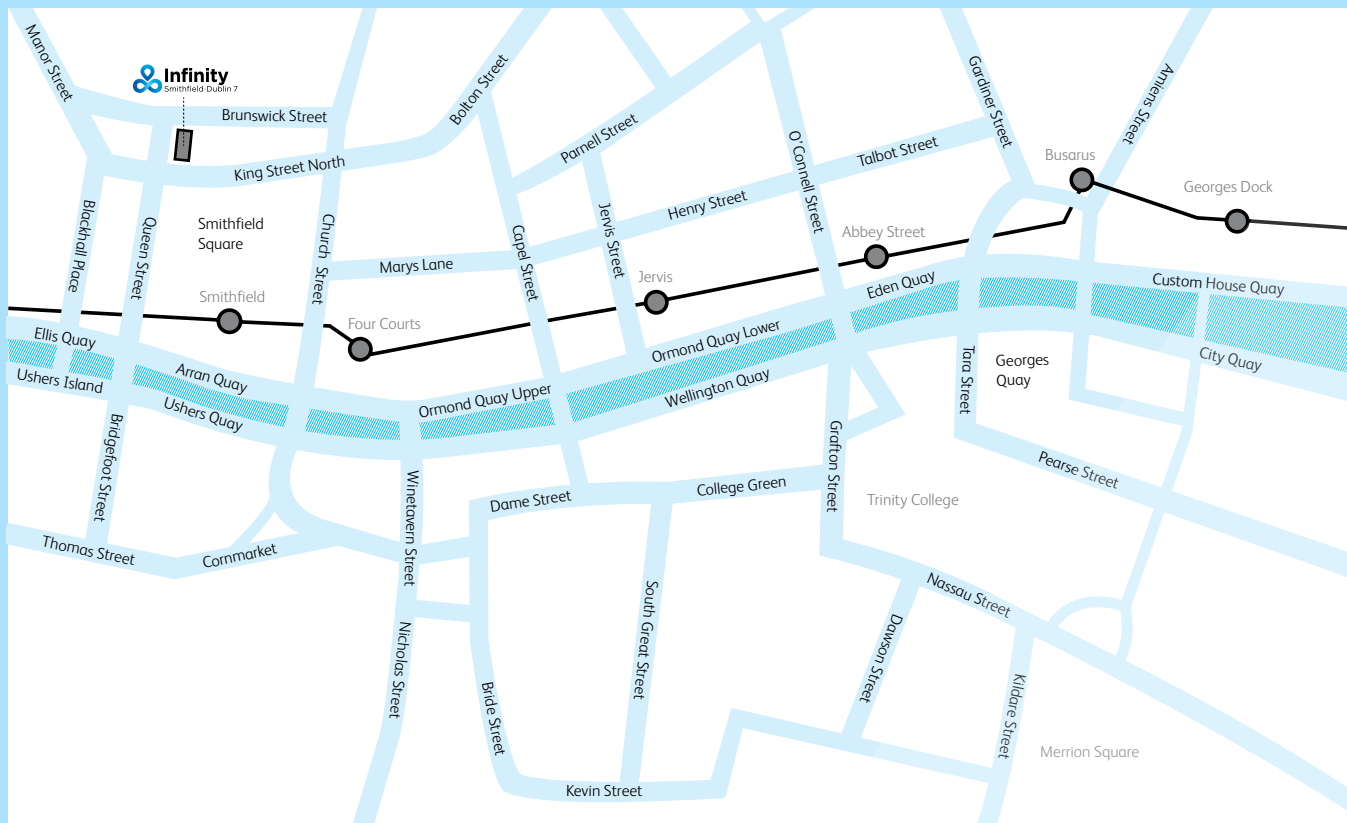 Manor Street
Infinity
Smithfield-Dublin 7
Brunswick Street
King Street North
Bolton Street
Parnell Street
O'Connell Street
Gardiner Street
Amiens Street
Talbot Street
Busarus
Georges Dock
Blackhall Place
Queen Street
Smithfield
Square
Church Street
Marys Lane
Capel Street
Jervis Street
Henry Street
Abbey Street
Jervis
Smithfield
Four Courts
Eden Quay
Custom House Quay
Ellis Quay
Ushers Island
Arran Quay
Ushers Quay
Ormond Quay Upper
Ormond Quay Lower
Wellington Quay
Tara Street
Georges
Quay
City Quay
Bridgefoot Street
Winetavern Street
Dame Street
College Green
Grafton Street
Trinity College
Pearse Street
Thomas Street
Cornmarket
Nicholas Street
South Great Street
Nassau Street
Dawson Street
Bride Street
Kildare Street
Merrion Square
Kevin Street